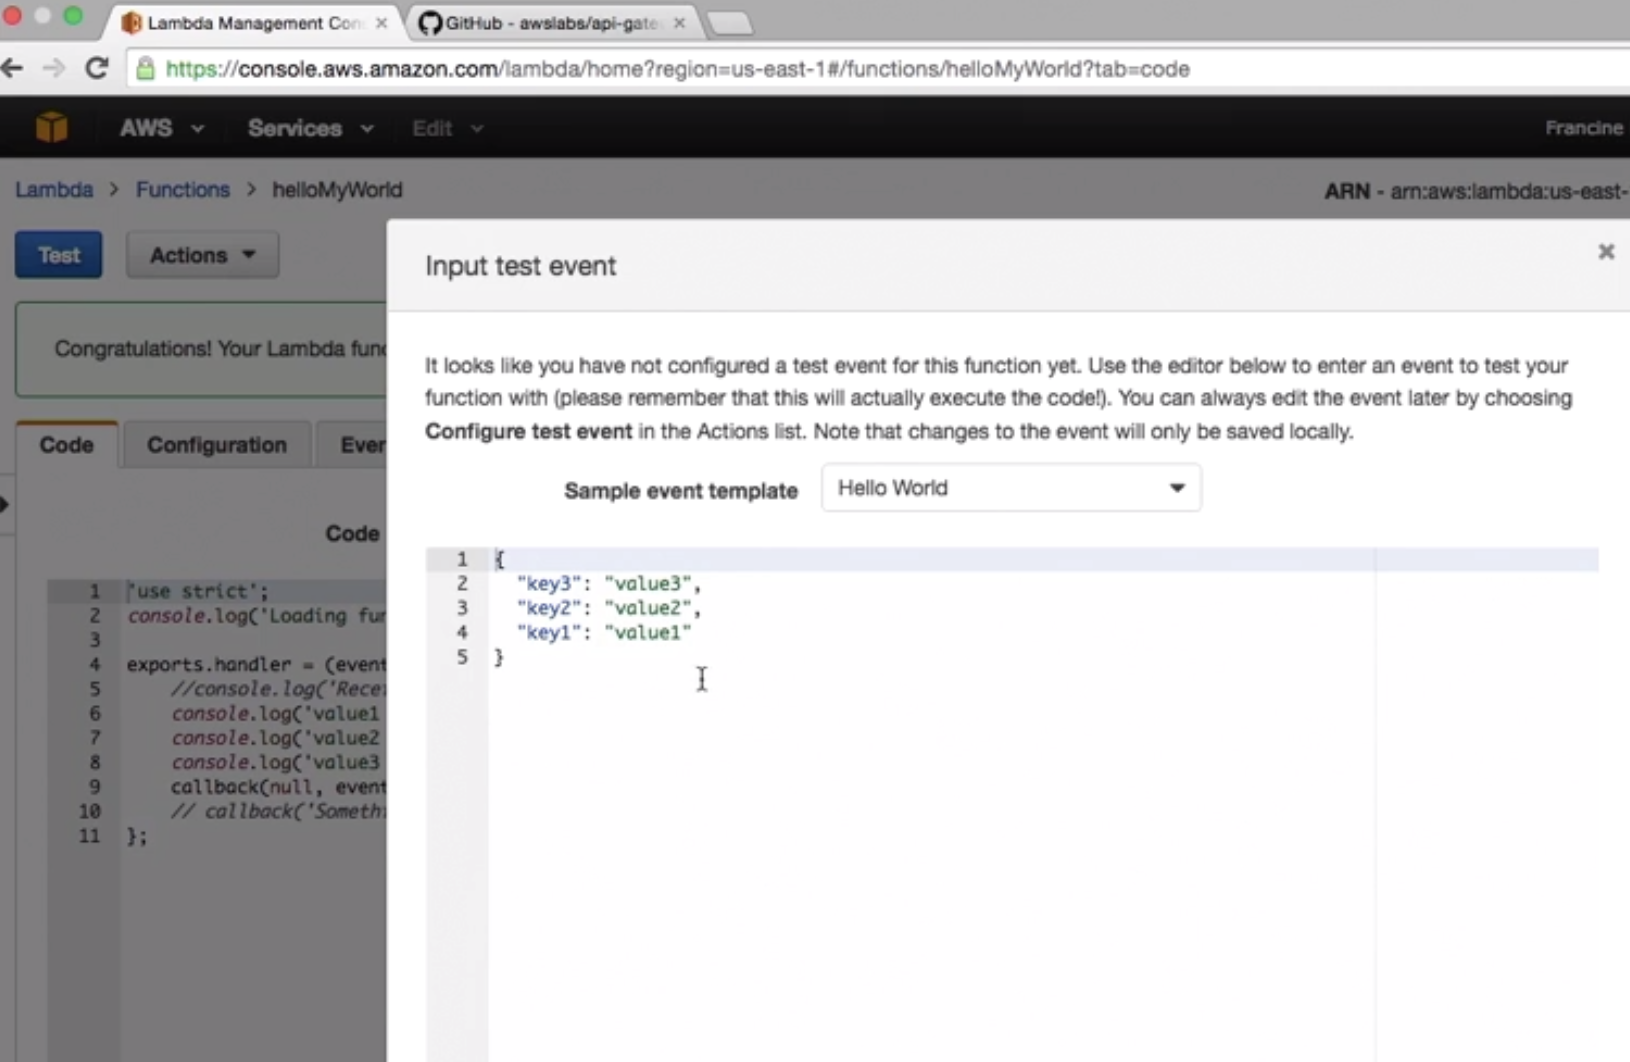 Lambda Management Con
GitHub - awslabs/api-gate
https://console.aws.amazon.com/lambda/home?region=us-east-1#/functions/helloMyWorld?tab=code
AWS Services Edit Francine
Lambda > Functions > helloMyWorld
ARN - arn:aws:lambda:us-east-
Test Actions
Congratulations! Your Lambda func
Code Configuration Ever
Code
1 'use strict';
2 console.log('Loading fun
3
4 exports.handler = (event
5 //console.log('Recei
6 console.log('value1
7 console.log('value2
8 console.log('value3
9 callback(null, event
10 // callback('Somethi
11 };
Input test event
It looks like you have not configured a test event for this function yet. Use the editor below to enter an event to test your
function with (please remember that this will actually execute the code!). You can always edit the event later by choosing
Configure test event in the Actions list. Note that changes to the event will only be saved locally.
Sample event template Hello World
1 {
2 "key3": "value3",
3 "key2": "value2",
4 "key1": "value1"
5 }